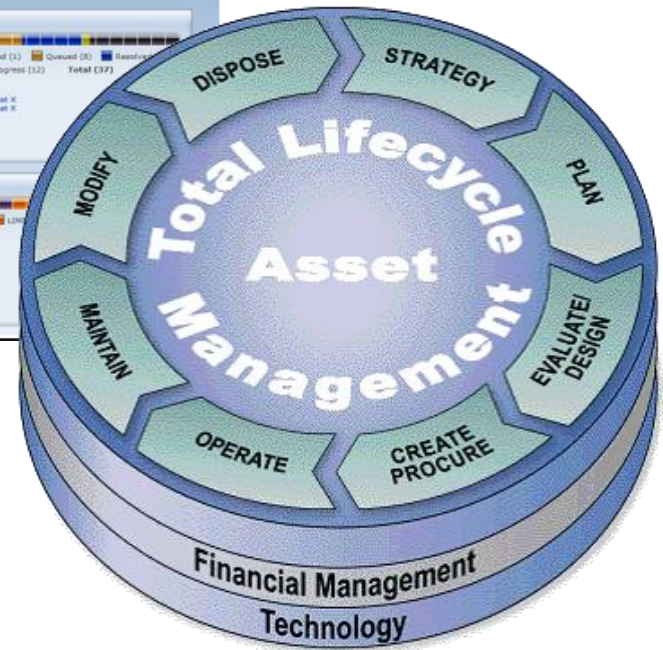 Queued (8)
Resolved
Total (37)
DISPOSE
STRATEGY
MODIFY
PLAN
Total Lifecycle
Asset
Management
MAINTAIN
EVALUATE/
DESIGN
OPERATE
CREATE
PROCURE
Financial Management
Technology